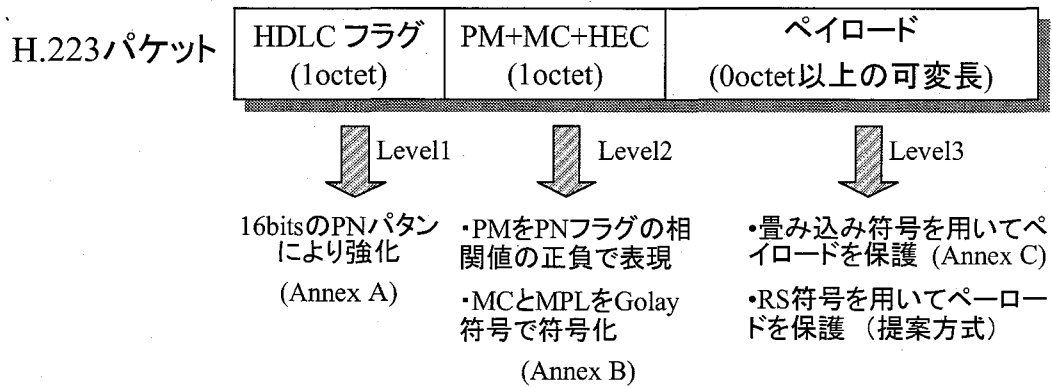 H.223パケット
HDLC フラグ
(1octet)
PM+MC+HEC
(1octet)
ペイロード
(0octet以上の可変長)
Level1
Level2
Level3
16bitsのPNパタン
により強化
(Annex A)
・PMをPNフラグの相
関値の正負で表現
・MCとMPLをGolay
符号で符号化
(Annex B)
•畳み込み符号を用いてペ
イロードを保護 (Annex C)
•RS符号を用いてペーロー
ドを保護 （提案方式）